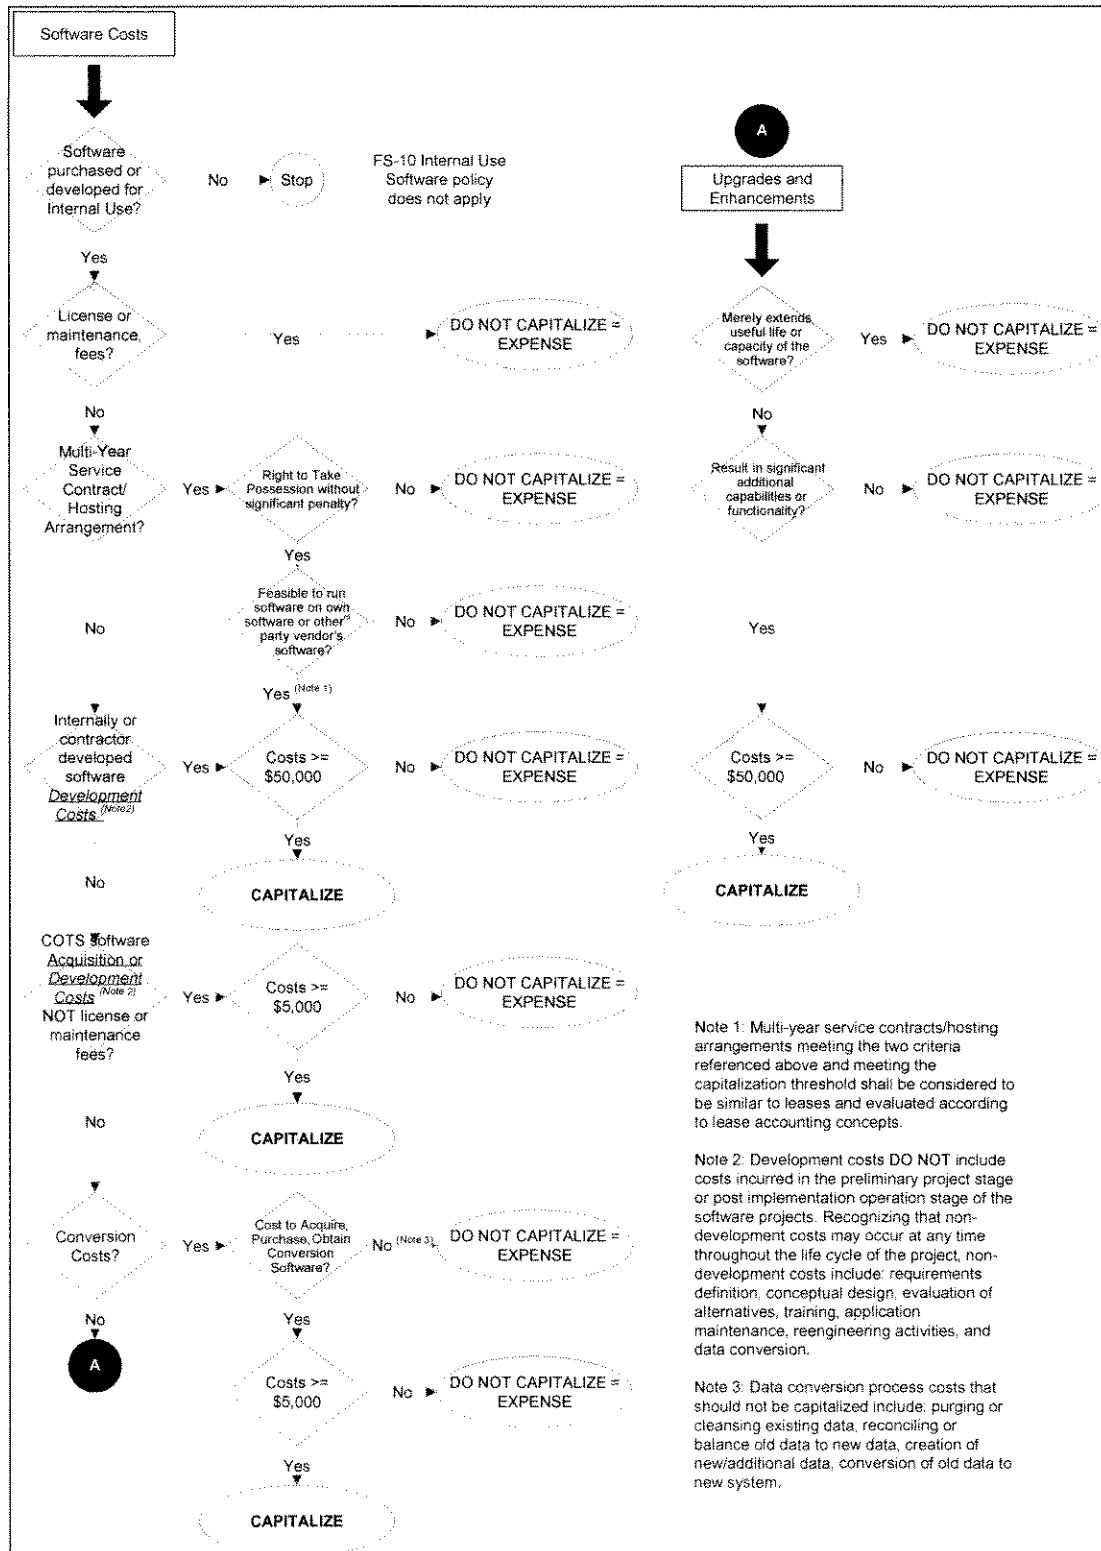 Software Costs
Software
purchased or
developed for
Internal Use?
No
Stop
FS-10 Internal Use
Software policy
does not apply
Yes
License or
maintenance,
fees?
Yes
DO NOT CAPITALIZE =
EXPENSE
No
Multi-Year
Service
Contract/
Hosting
Arrangement?
Yes
Right to Take
Possession without
significant penalty?
No
DO NOT CAPITALIZE =
EXPENSE
Yes
Feasible to run
software on own
software or other
party vendor's
software?
No
DO NOT CAPITALIZE =
EXPENSE
No
Yes (Note 1)
Internally or
contractor
developed
software
Development
Costs (Note2)
Yes
Costs >=
$50,000
No
DO NOT CAPITALIZE =
EXPENSE
Yes
CAPITALIZE
No
COTS software
Acquisition or
Development
Costs (Note 2)
NOT license or
maintenance
fees?
Yes
Costs >=
$5,000
No
DO NOT CAPITALIZE =
EXPENSE
Yes
CAPITALIZE
No
Conversion
Costs?
Yes
Cost to Acquire,
Purchase, Obtain
Conversion
Software?
No (Note 3)
DO NOT CAPITALIZE =
EXPENSE
No
A
Yes
Costs >=
$5,000
No
DO NOT CAPITALIZE =
EXPENSE
Yes
CAPITALIZE
A
Upgrades and
Enhancements
Merely extends
useful life or
capacity of the
software?
Yes
DO NOT CAPITALIZE =
EXPENSE
No
Result in significant
additional
capabilities or
functionality?
No
DO NOT CAPITALIZE =
EXPENSE
Yes
Costs >=
$50,000
No
DO NOT CAPITALIZE =
EXPENSE
Yes
CAPITALIZE
Note 1: Multi-year service contracts/hosting
arrangements meeting the two criteria
referenced above and meeting the
capitalization threshold shall be considered to
be similar to leases and evaluated according
to lease accounting concepts.
Note 2: Development costs DO NOT include
costs incurred in the preliminary project stage
or post implementation operation stage of the
software projects. Recognizing that non-
development costs may occur at any time
throughout the life cycle of the project, non-
development costs include: requirements
definition, conceptual design, evaluation of
alternatives, training, application
maintenance, reengineering activities, and
data conversion.
Note 3: Data conversion process costs that
should not be capitalized include: purging or
cleansing existing data, reconciling or
balance old data to new data, creation of
new/additional data, conversion of old data to
new system.